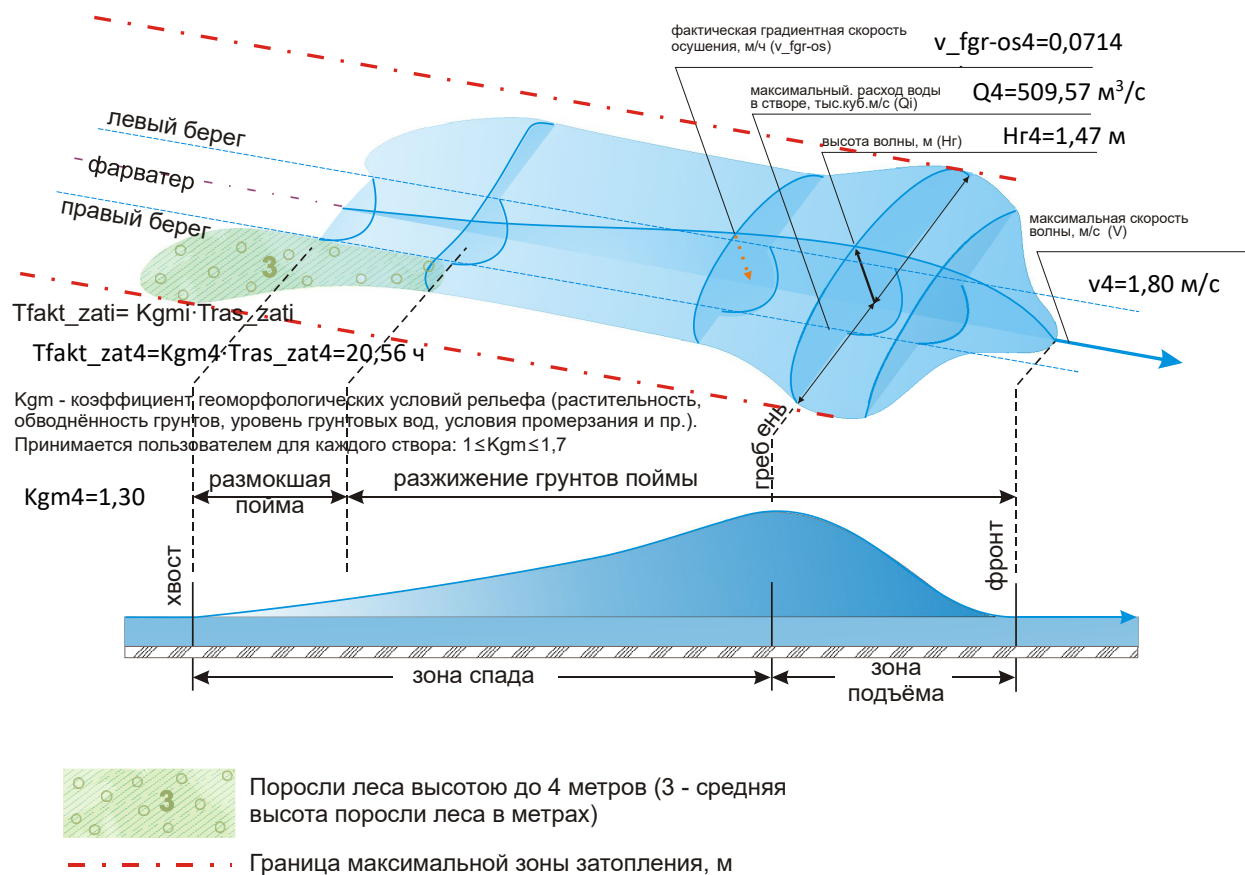 фактическая градиентная скорость
осушения, м/ч (v_fgr-os)
v_fgr-os4=0,0714
максимальный. расход воды
в створе, тыс.куб.м/с (Qi)
Q4=509,57 м³/с
высота волны, м (Нг)
Нг4=1,47 м
левый берег
фарватер
правый берег
3
максимальная скорость
волны, м/с (V)
v4=1,80 м/с
Tfakt_zati= Kgmi·Tras_zati
Tfakt_zat4=Kgm4·Tras_zat4=20,56 ч
Kgm - коэффициент геоморфологических условий рельефа (растительность,
обводнённость грунтов, уровень грунтовых вод, условия промерзания и пр.).
Принимается пользователем для каждого створа: 1≤Kgm≤1,7
Kgm4=1,30
размокшая
пойма
разжижение грунтов поймы
греб ень
хвост
фронт
зона спада
зона
подъёма
3
Поросли леса высотою до 4 метров (3 - средняя
высота поросли леса в метрах)
Граница максимальной зоны затопления, м